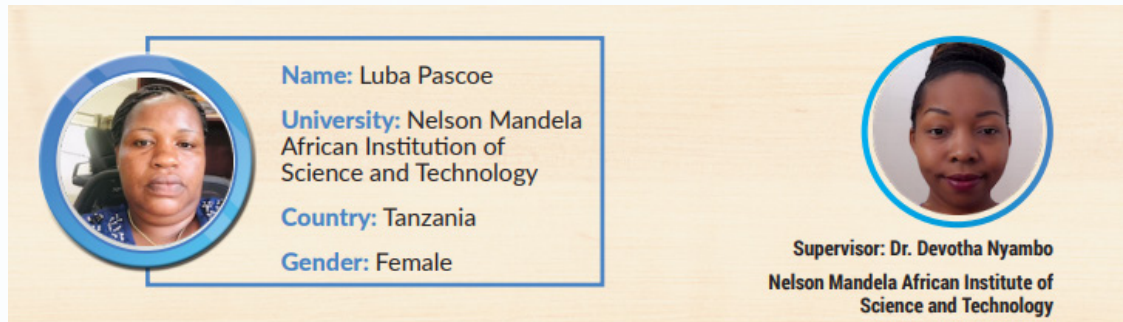 Name: Luba Pascoe
University: Nelson Mandela
African Institution of
Science and Technology
Country: Tanzania
Gender: Female
Supervisor: Dr. Devotha Nyambo
Nelson Mandela African Institute of
Science and Technology